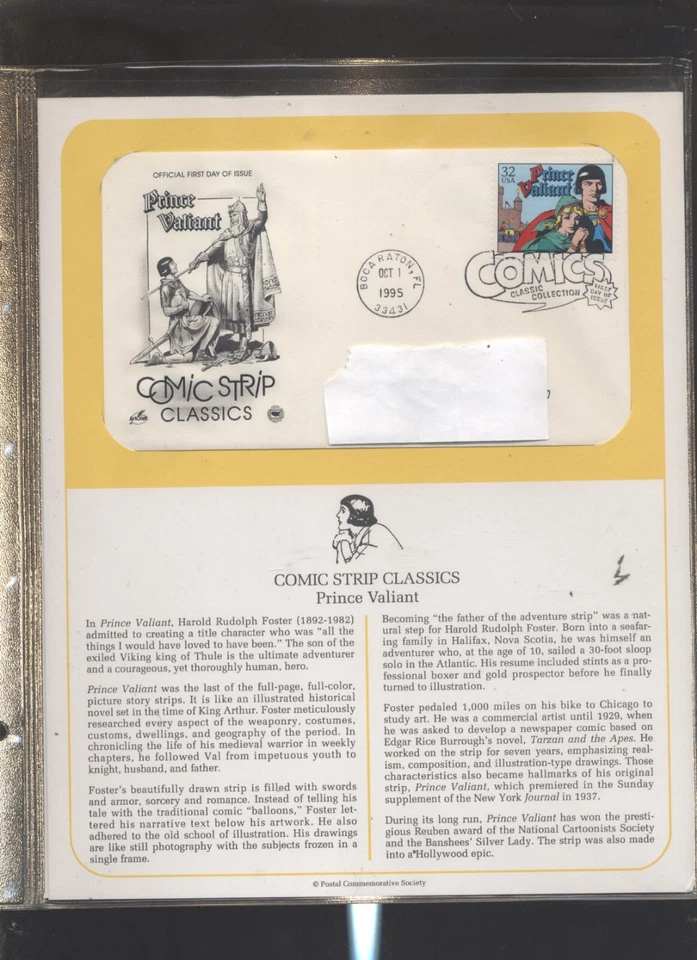 OFFICIAL FIRST DAY OF ISSUE
Prince
Valiant
COMIC STRIP
CLASSICS
BOCA RATON, FL
OCT 1
1995
33431
32
USA
Prince
Valiant
COMICS
CLASSIC
COLLECTION
FIRST
DAY OF
ISSUE
COMIC STRIP CLASSICS
Prince Valiant
In Prince Valiant, Harold Rudolph Foster (1892-1982)
admitted to creating a title character who was "all the
things I would have loved to have been." The son of the
exiled Viking king of Thule is the ultimate adventurer
and a courageous, yet thoroughly human, hero.
Prince Valiant was the last of the full-page, full-color,
picture story strips. It is like an illustrated historical
novel set in the time of King Arthur. Foster meticulously
researched every aspect of the weaponry, costumes,
customs, dwellings, and geography of the period. In
chronicling the life of his medieval warrior in weekly
chapters, he followed Val from impetuous youth to
knight, husband, and father.
Foster's beautifully drawn strip is filled with swords
and armor, sorcery and romance. Instead of telling his
tale with the traditional comic "balloons," Foster let-
tered his narrative text below his artwork. He also
adhered to the old school of illustration. His drawings
are like still photography with the subjects frozen in a
single frame.
Becoming "the father of the adventure strip" was a nat-
ural step for Harold Rudolph Foster. Born into a seafar-
ing family in Halifax, Nova Scotia, he was himself an
adventurer who, at the age of 10, sailed a 30-foot sloop
solo in the Atlantic. His resume included stints as a pro-
fessional boxer and gold prospector before he finally
turned to illustration.
Foster pedaled 1,000 miles on his bike to Chicago to
study art. He was a commercial artist until 1929, when
he was asked to develop a newspaper comic based on
Edgar Rice Burrough's novel, Tarzan and the Apes. He
worked on the strip for seven years, emphasizing real-
ism, composition, and illustration-type drawings. Those
characteristics also became hallmarks of his original
strip, Prince Valiant, which premiered in the Sunday
supplement of the New York Journal in 1937.
During its long run, Prince Valiant has won the presti-
gious Reuben award of the National Cartoonists Society
and the Banshees' Silver Lady. The strip was also made
into a Hollywood epic.
© Postal Commemorative Society